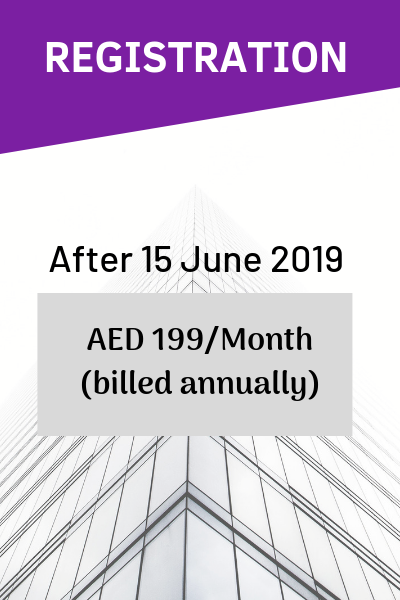 REGISTRATION
After 15 June 2019
AED 199/Month
(billed annually)